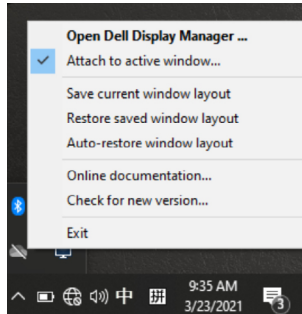 Open Dell Display Manager ...
Attach to active window...
Save current window layout
Restore saved window layout
Auto-restore window layout
Online documentation...
Check for new version...
Exit
中 拼 9:35 AM
3/23/2021
3